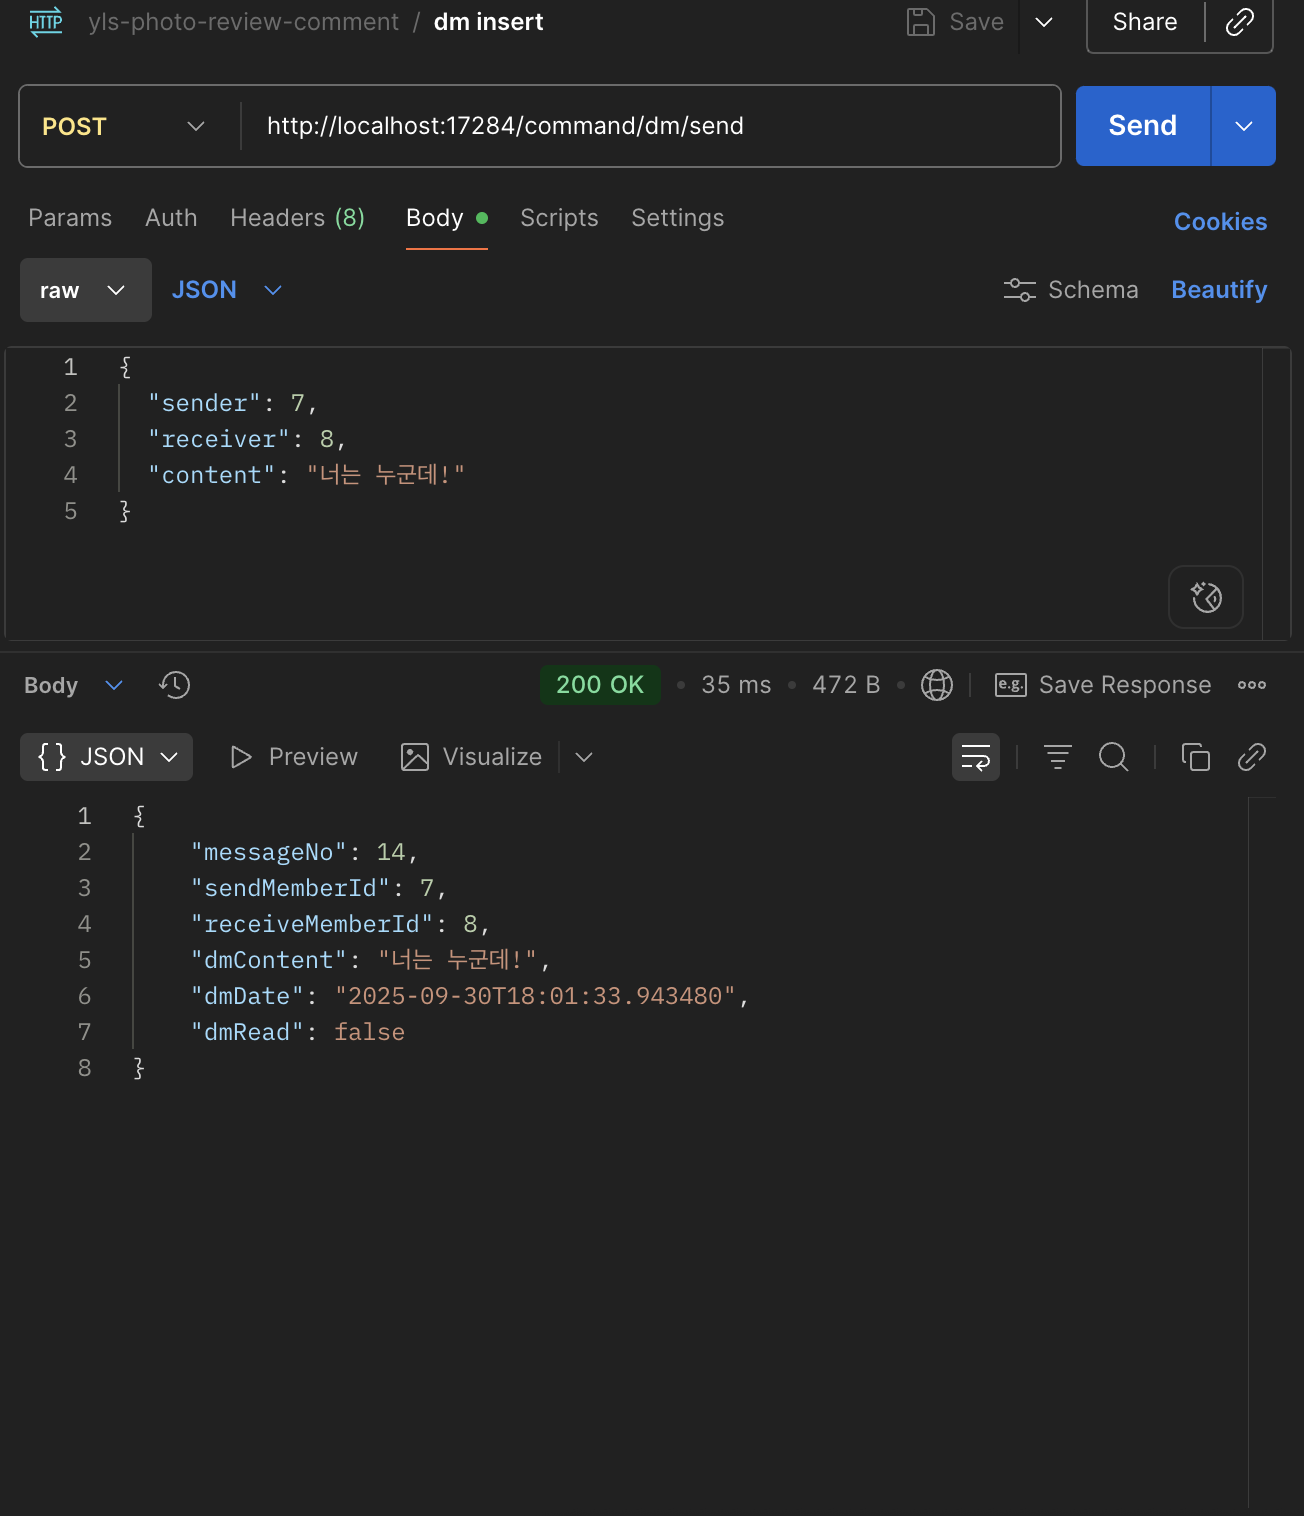 HTTP yls-photo-review-comment / dm insert Save Share
POST http://localhost:17284/command/dm/send Send
Params Auth Headers (8) Body Scripts Settings Cookies
raw JSON Schema Beautify
1 {
2 "sender": 7,
3 "receiver": 8,
4 "content": "너는 누군데!"
5 }
Body 200 OK • 35 ms • 472 B • e.g. Save Response
{} JSON Preview Visualize
1 {
2 "messageNo": 14,
3 "sendMemberId": 7,
4 "receiveMemberId": 8,
5 "dmContent": "너는 누군데!",
6 "dmDate": "2025-09-30T18:01:33.943480",
7 "dmRead": false
8 }